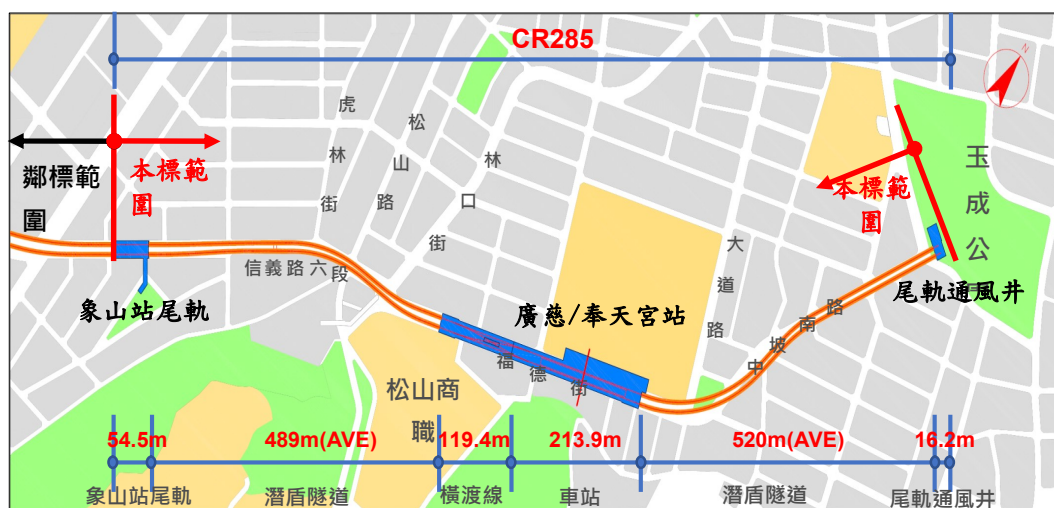 CR285
N
鄰標範
圍
本標範
圍
虎
林
街
松
山
路
林
口
街
本標範
圍
玉
成
公
大
道
路
信義路六段
象山站尾軌
廣慈/奉天宮站
尾軌通風井
福
德
街
中
坡
南
路
松山商
職
54.5m
489m(AVE)
119.4m
213.9m
520m(AVE)
16.2m
象山站尾軌
潛盾隧道
橫渡線
車站
潛盾隧道
尾軌通風井